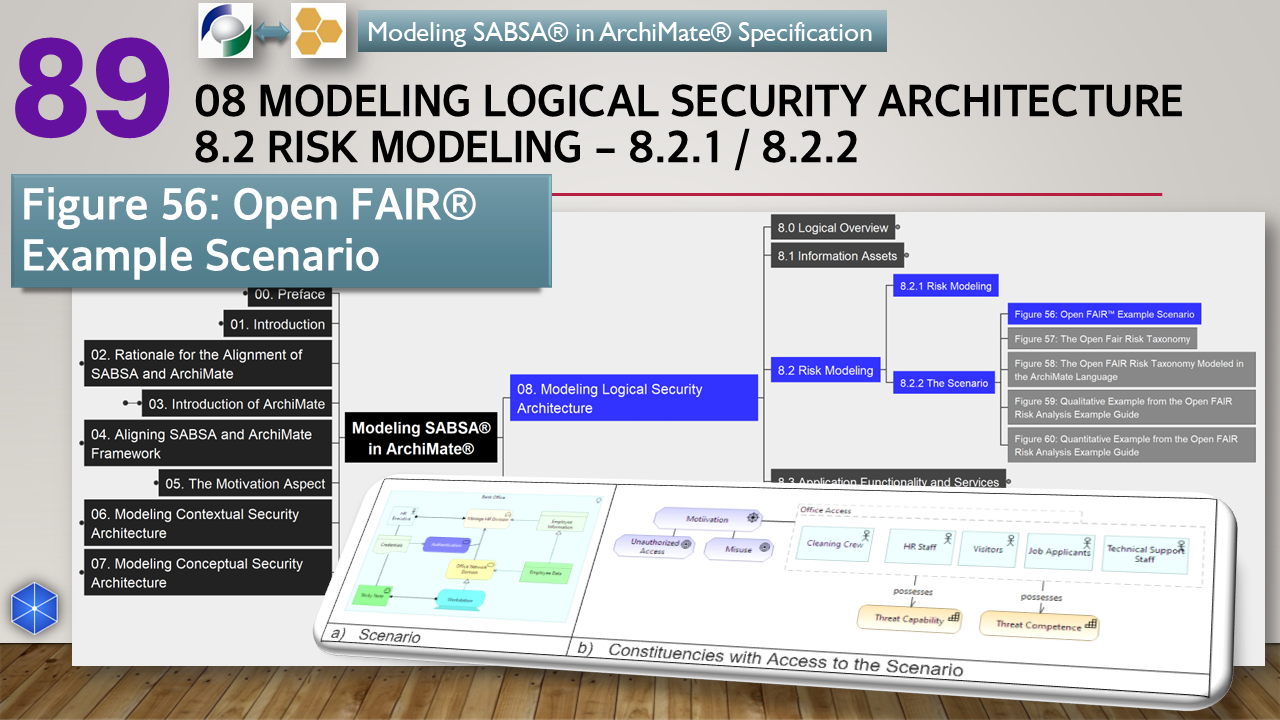 Modeling SABSA® in ArchiMate® Specification
89
08 MODELING LOGICAL SECURITY ARCHITECTURE
8.2 RISK MODELING – 8.2.1 / 8.2.2
Figure 56: Open FAIR®
Example Scenario
00. Preface
01. Introduction
02. Rationale for the Alignment of
SABSA and ArchiMate
03. Introduction of ArchiMate
04. Aligning SABSA and ArchiMate
Framework
05. The Motivation Aspect
06. Modeling Contextual Security
Architecture
07. Modeling Conceptual Security
Architecture
Modeling SABSA®
in ArchiMate®
08. Modeling Logical Security
Architecture
8.0 Logical Overview
8.1 Information Assets
8.2 Risk Modeling
8.2.1 Risk Modeling
8.2.2 The Scenario
Figure 56: Open FAIR™ Example Scenario
Figure 57: The Open Fair Risk Taxonomy
Figure 58: The Open FAIR Risk Taxonomy Modeled in
the ArchiMate Language
Figure 59: Qualitative Example from the Open FAIR
Risk Analysis Example Guide
Figure 60: Quantitative Example from the Open FAIR
Risk Analysis Example Guide
8.3 Application Functionality and Services
Bank Office
HR
Executive
Manage HR Division
Employee
Information
Credentials
Authentication
Office Network
Domain
Employee Data
Sticky Note
Workstation
a) Scenario
Motiivation
Unauthorized
Access
Misuse
Office Access
Cleaning Crew
HR Staff
Visitors
Job Applicants
Technical Support
Staff
possesses
possesses
Threat Capability
Threat Competence
b) Constituencies with Access to the Scenario